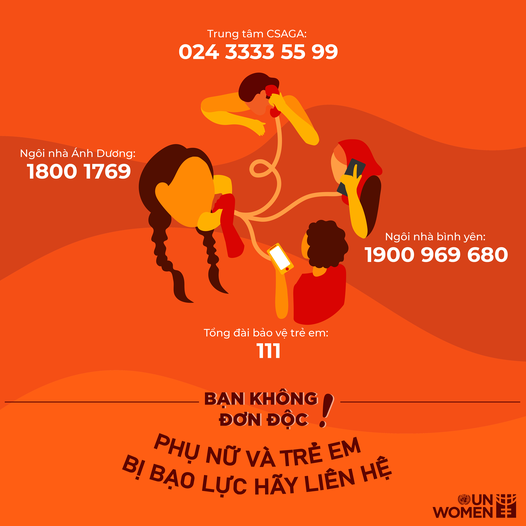 Trung tâm CSAGA:
024 3333 55 99
Ngôi nhà Ánh Dương:
1800 1769
Ngôi nhà bình yên:
1900 969 680
Tổng đài bảo vệ trẻ em:
111
BẠN KHÔNG
ĐƠN ĐỘC !
PHỤ NỮ VÀ TRẺ EM
BỊ BẠO LỰC HÃY LIÊN HỆ
UN
WOMEN